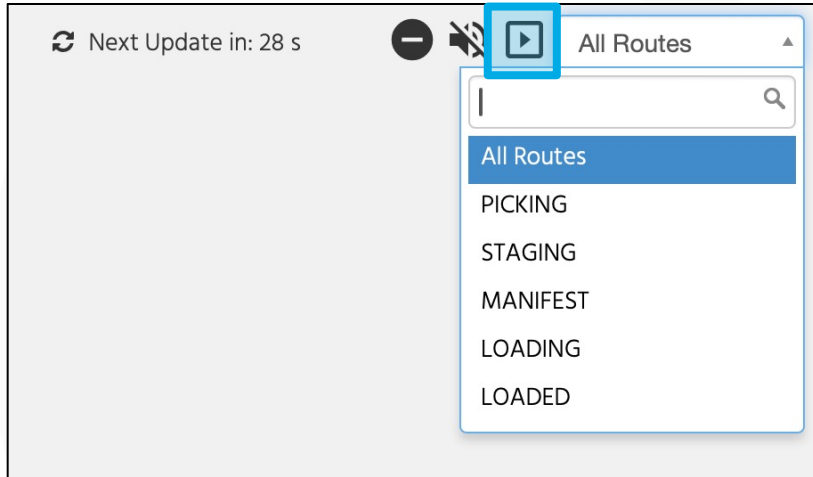 Next Update in: 28 s
All Routes
All Routes
PICKING
STAGING
MANIFEST
LOADING
LOADED